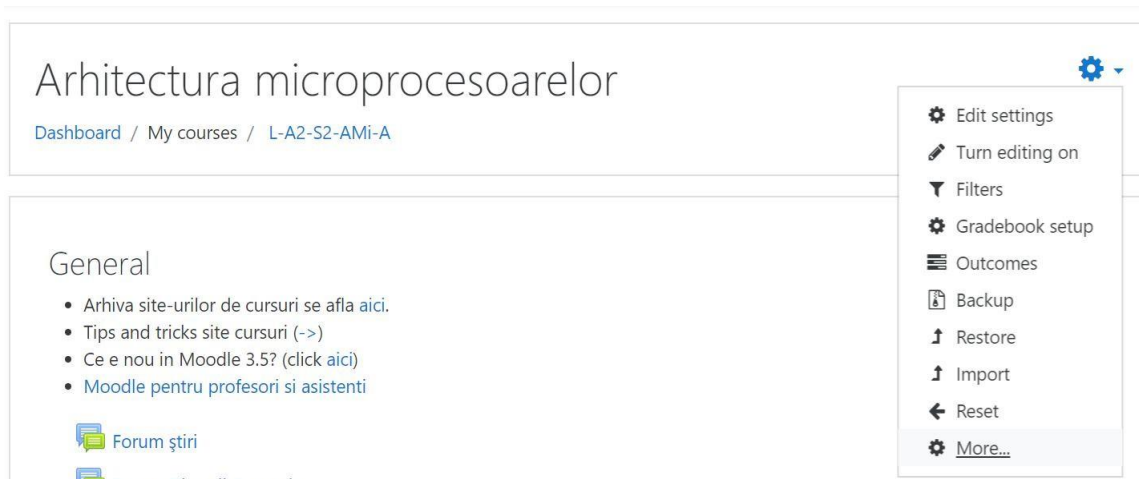 Arhitectura microprocesoarelor
Dashboard / My courses / L-A2-S2-AMi-A
Edit settings
Turn editing on
Filters
Gradebook setup
Outcomes
Backup
Restore
Import
Reset
More...
General
Arhiva site-urilor de cursuri se afla aici.
Tips and tricks site cursuri (->)
Ce e nou in Moodle 3.5? (click aici)
Moodle pentru profesori si asistenti
Forum ştiri